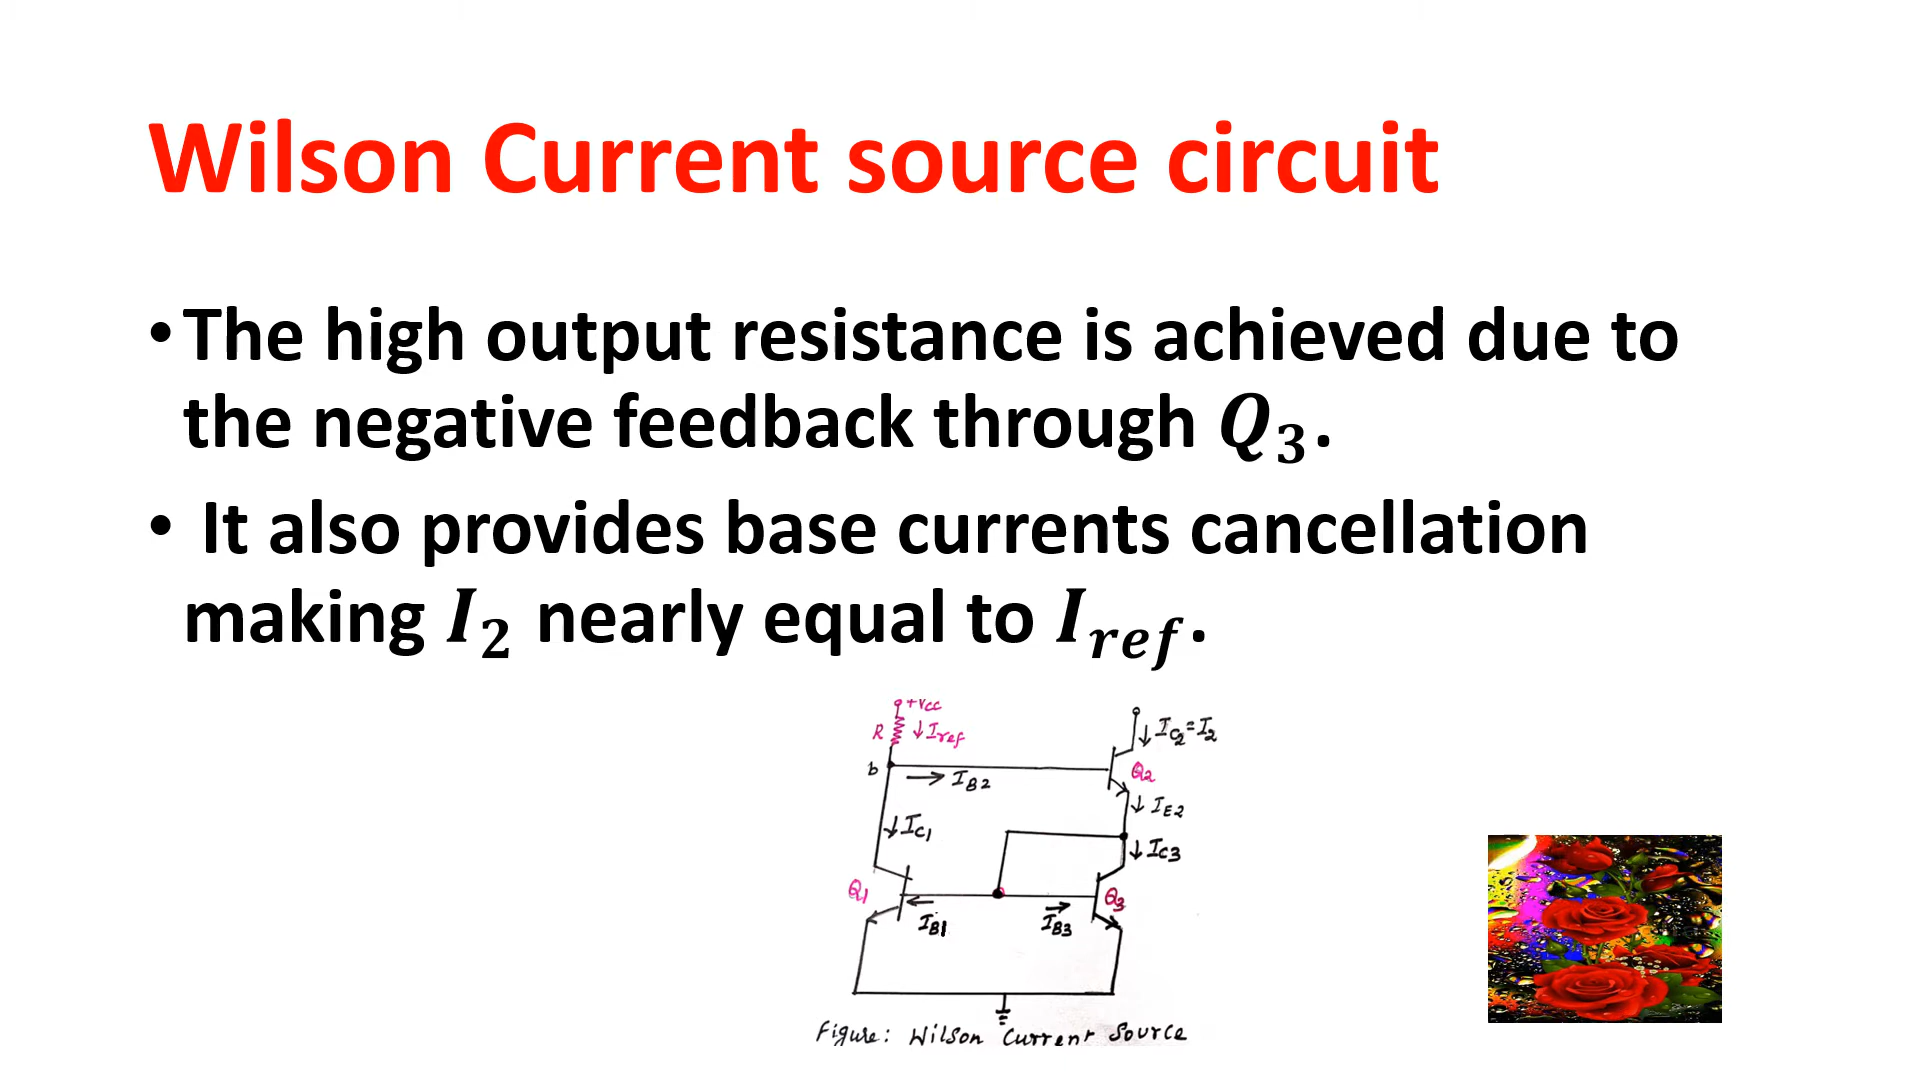 Wilson Current source circuit
• The high output resistance is achieved due to
the negative feedback through Q₃.
• It also provides base currents cancellation
making I₂ nearly equal to I_ref.
+Vcc
R ↓ Iref
↓ IC2 = I2
b → IB2
Q2
↓ IE2
↓ IC1
↓ IC3
Q1
Q3
IB1
IB3
Figure: Wilson Current Source